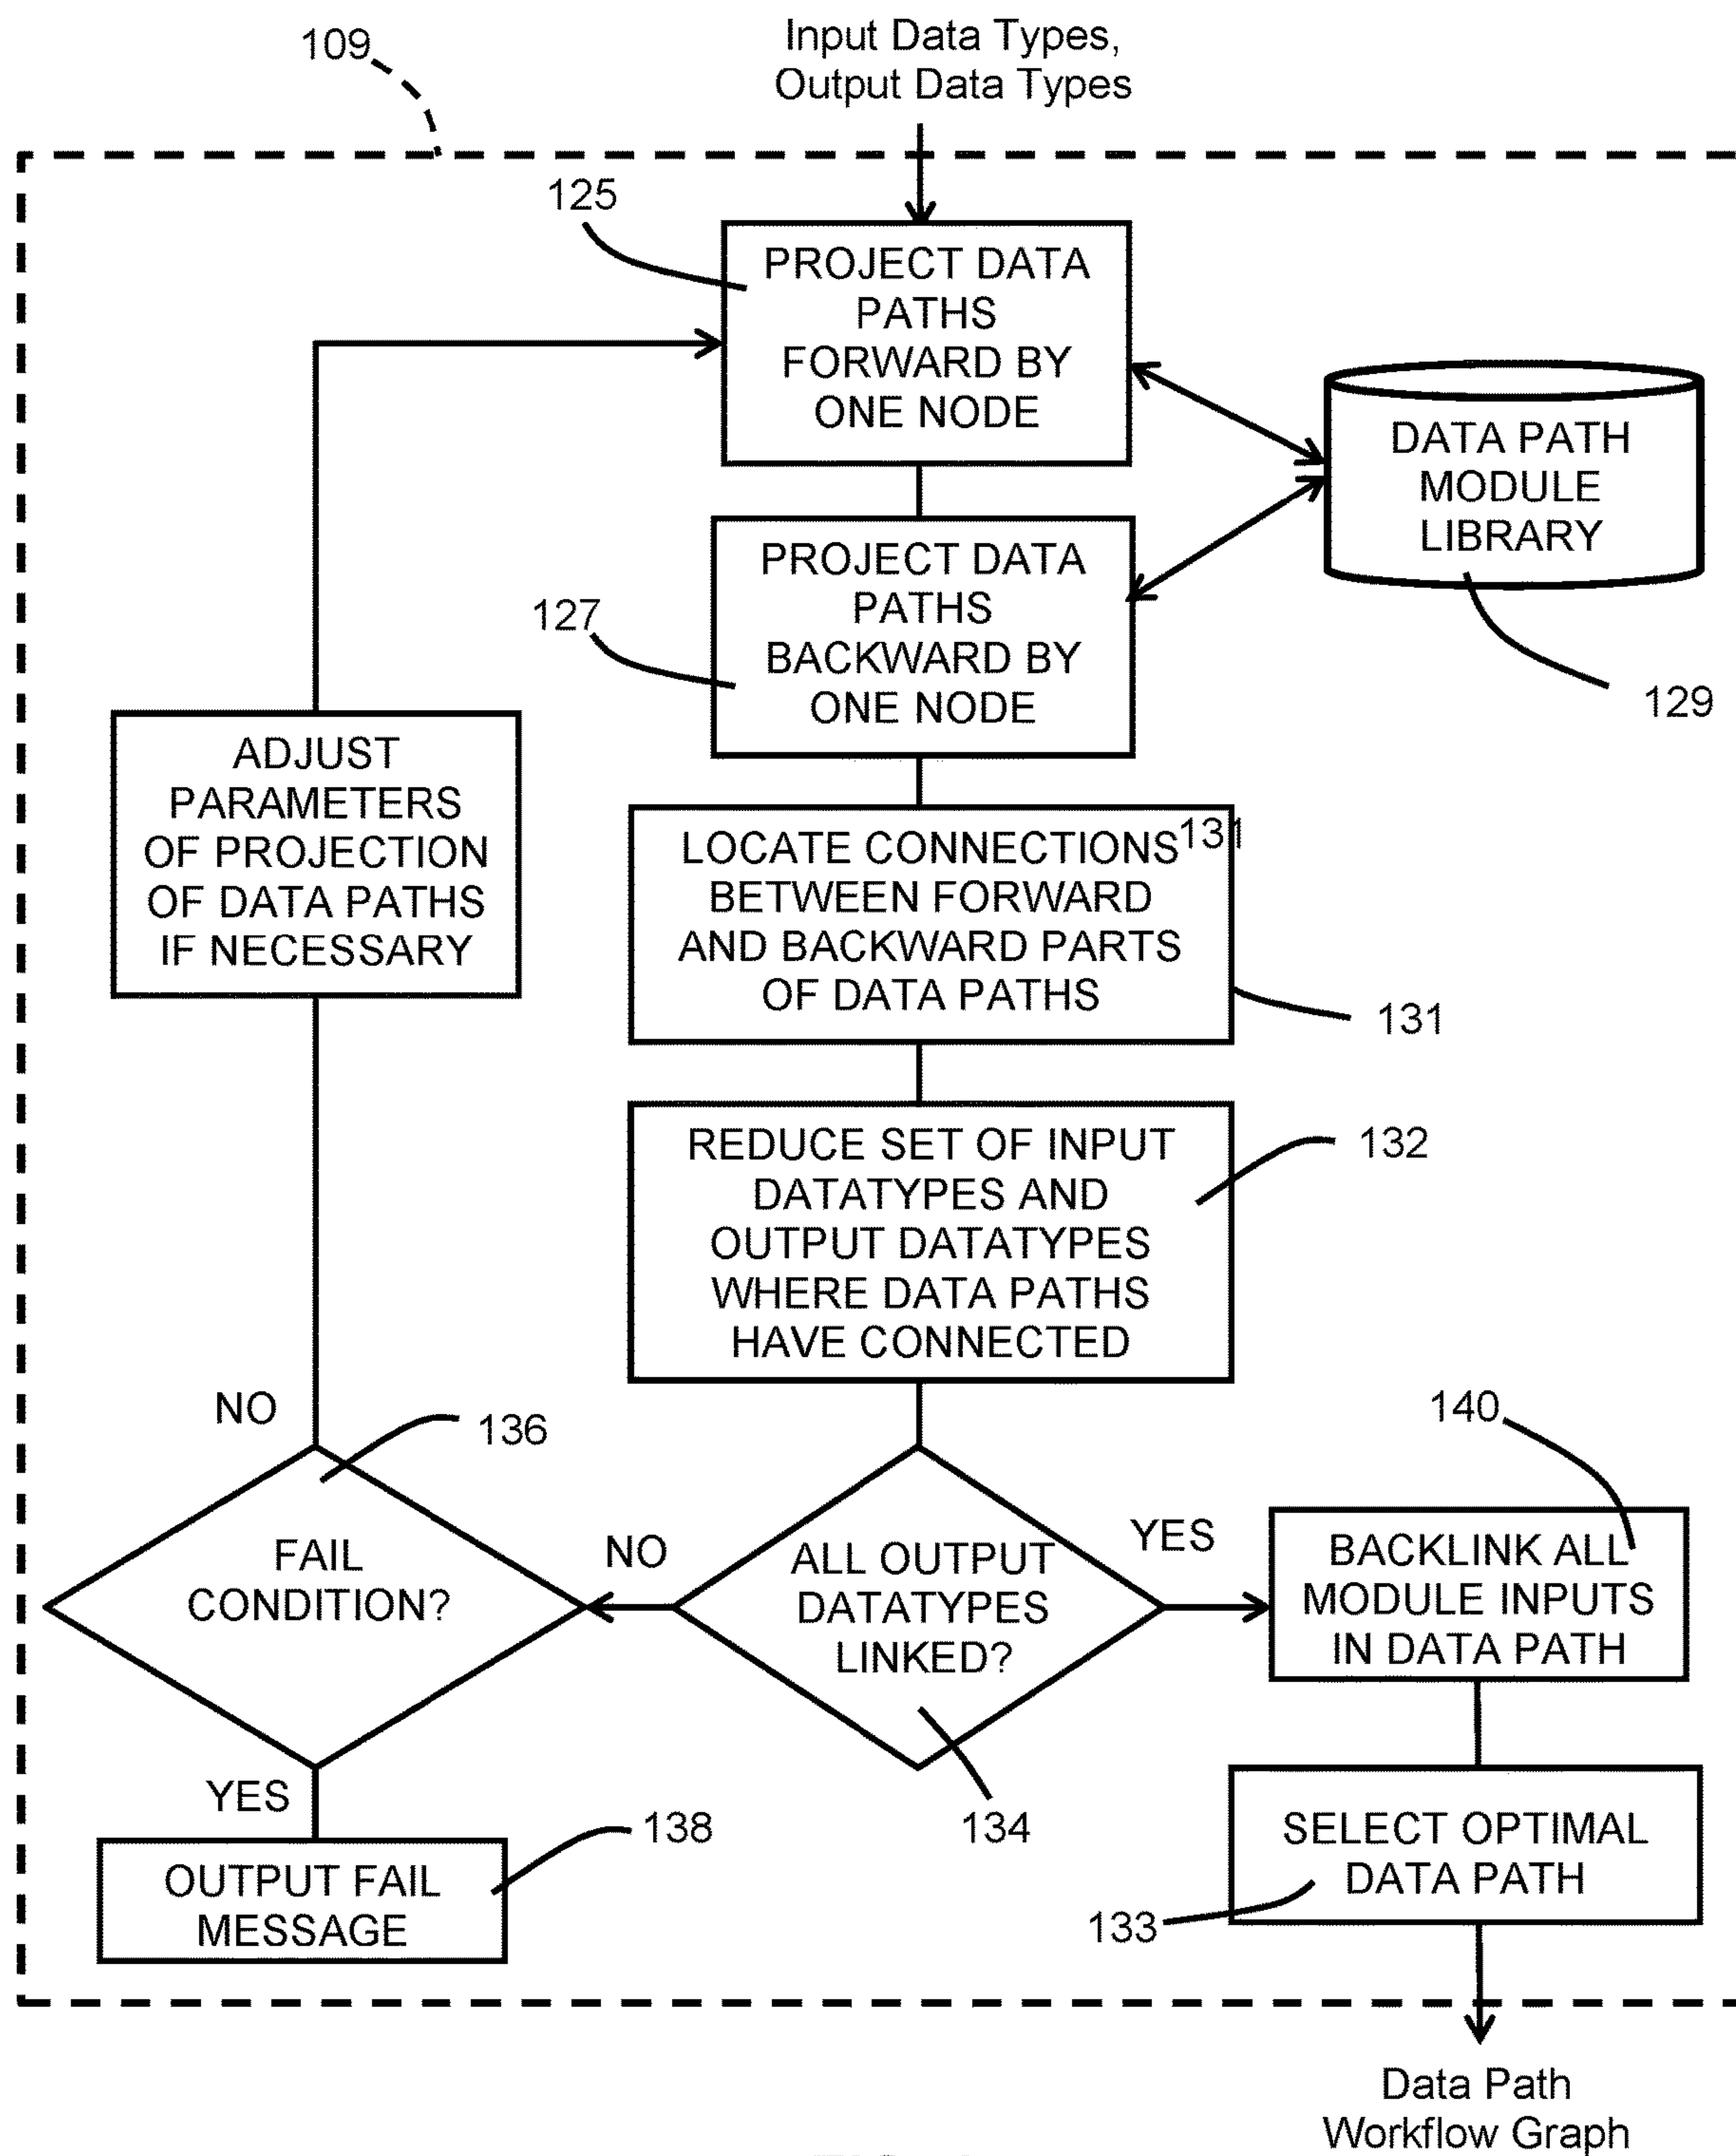 109
Input Data Types,
Output Data Types
125
PROJECT DATA
PATHS
FORWARD BY
ONE NODE
DATA PATH
MODULE
LIBRARY
129
127
PROJECT DATA
PATHS
BACKWARD BY
ONE NODE
ADJUST
PARAMETERS
OF PROJECTION
OF DATA PATHS
IF NECESSARY
131
LOCATE CONNECTIONS
BETWEEN FORWARD
AND BACKWARD PARTS
OF DATA PATHS
131
REDUCE SET OF INPUT
DATATYPES AND
OUTPUT DATATYPES
WHERE DATA PATHS
HAVE CONNECTED
132
NO
136
FAIL
CONDITION?
NO
ALL OUTPUT
DATATYPES
LINKED?
134
YES
140
BACKLINK ALL
MODULE INPUTS
IN DATA PATH
YES
138
OUTPUT FAIL
MESSAGE
SELECT OPTIMAL
DATA PATH
133
Data Path
Workflow Graph